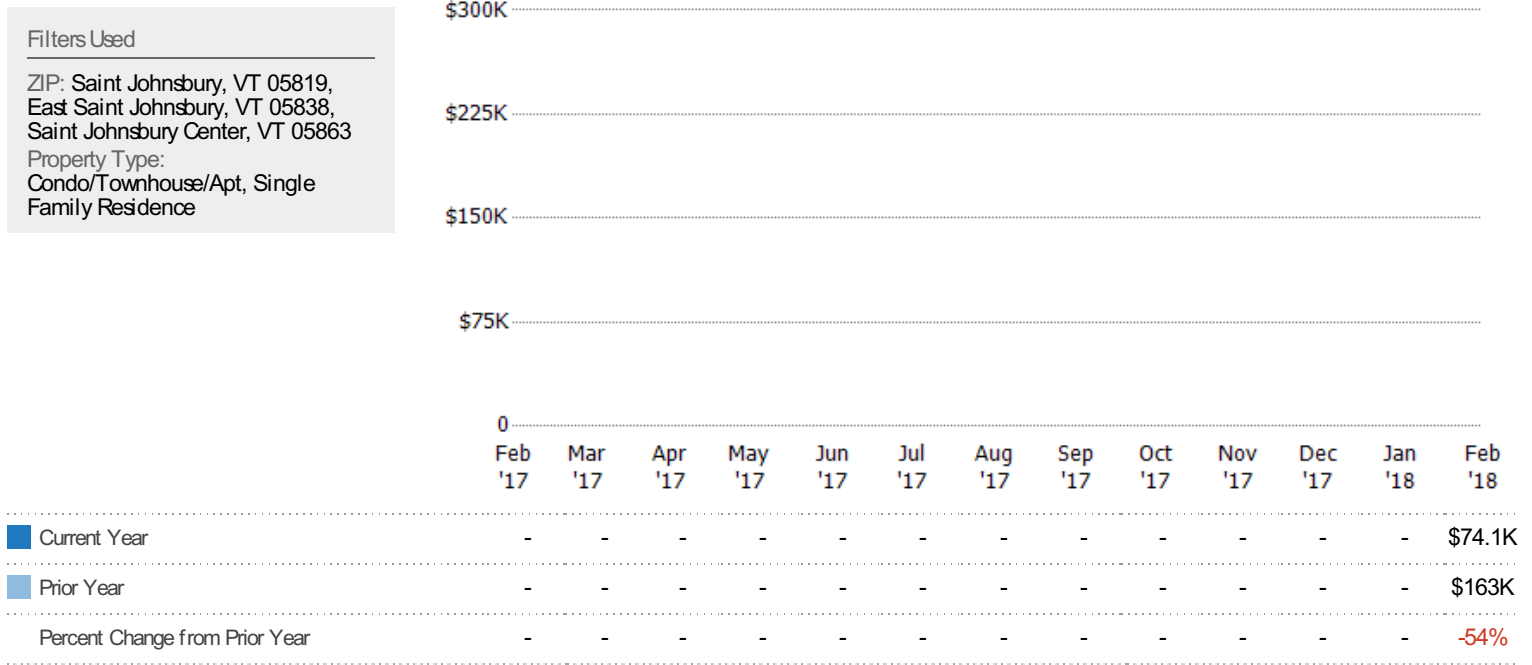 Filters Used
ZIP: Saint Johnsbury, VT 05819,
East Saint Johnsbury, VT 05838,
Saint Johnsbury Center, VT 05863
Property Type:
Condo/Townhouse/Apt, Single
Family Residence
$300K
$225K
$150K
$75K
0
Feb Mar Apr May Jun Jul Aug Sep Oct Nov Dec Jan Feb
'17 '17 '17 '17 '17 '17 '17 '17 '17 '17 '17 '18 '18
Current Year - - - - - - - - - - - - $74.1K
Prior Year - - - - - - - - - - - - $163K
Percent Change from Prior Year - - - - - - - - - - - - -54%